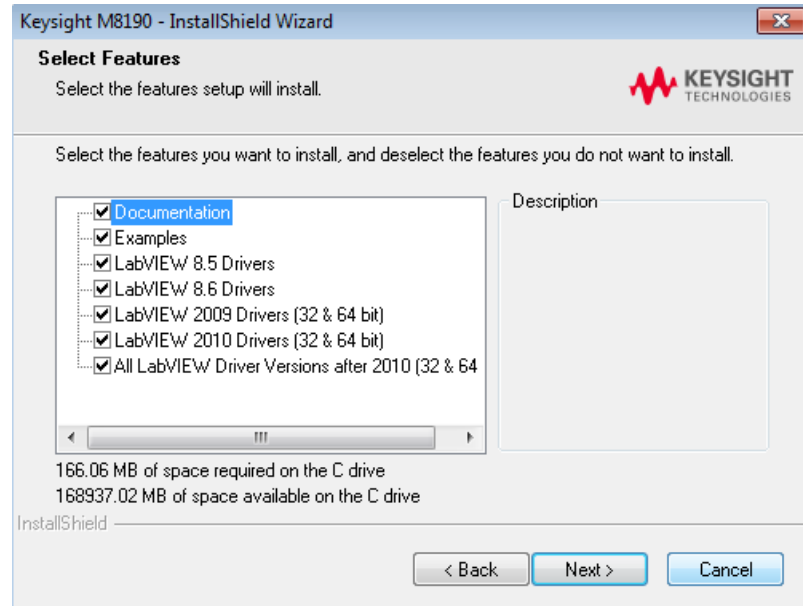 Keysight M8190 - InstallShield Wizard
Select Features
Select the features setup will install.
KEYSIGHT
TECHNOLOGIES
Select the features you want to install, and deselect the features you do not want to install.
Documentation
Examples
LabVIEW 8.5 Drivers
LabVIEW 8.6 Drivers
LabVIEW 2009 Drivers (32 & 64 bit)
LabVIEW 2010 Drivers (32 & 64 bit)
All LabVIEW Driver Versions after 2010 (32 & 64
Description
166.06 MB of space required on the C drive
168937.02 MB of space available on the C drive
InstallShield
< Back
Next >
Cancel